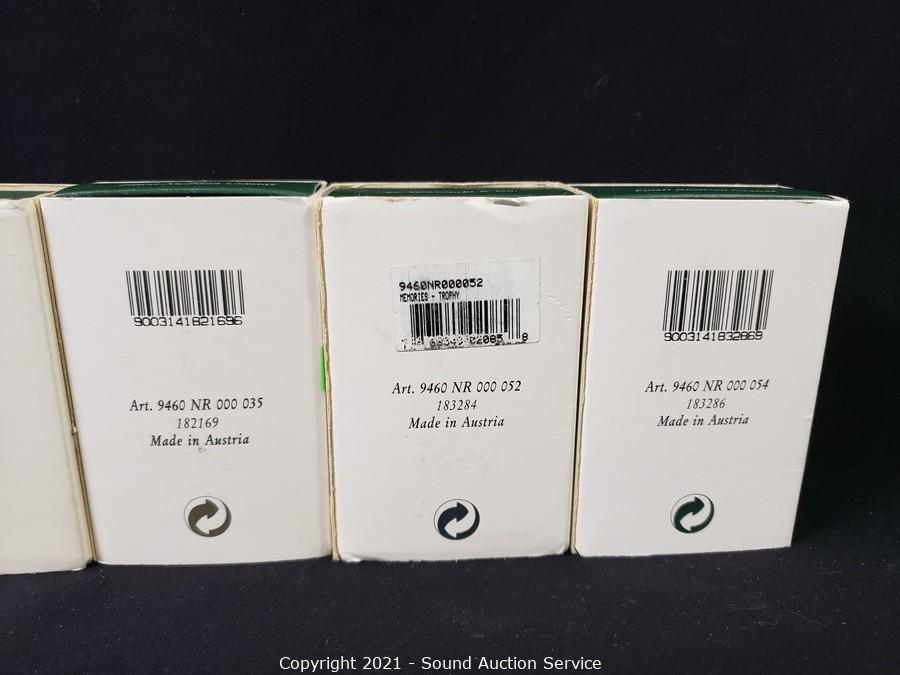 9003141821696
Art. 9460 NR 000 035
182169
Made in Austria
9460NR000052
MEMORIES - TROPHY
8
Art. 9460 NR 000 052
183284
Made in Austria
9003141832869
Art. 9460 NR 000 054
183286
Made in Austria
Copyright 2021 - Sound Auction Service